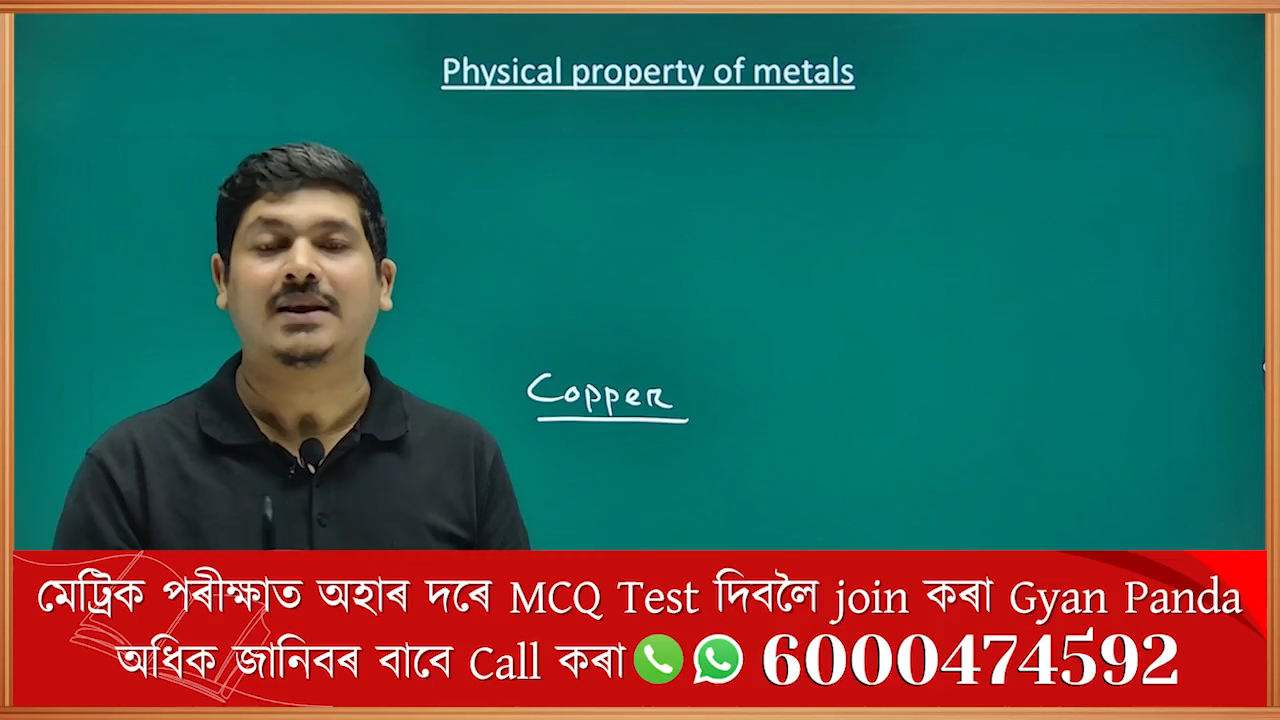 Physical property of metals
Copper
মেট্ৰিক পৰীক্ষাত অহাৰ দৰে MCQ Test দিবলৈ join কৰা Gyan Panda
অধিক জানিবৰ বাবে Call কৰা 6000474592